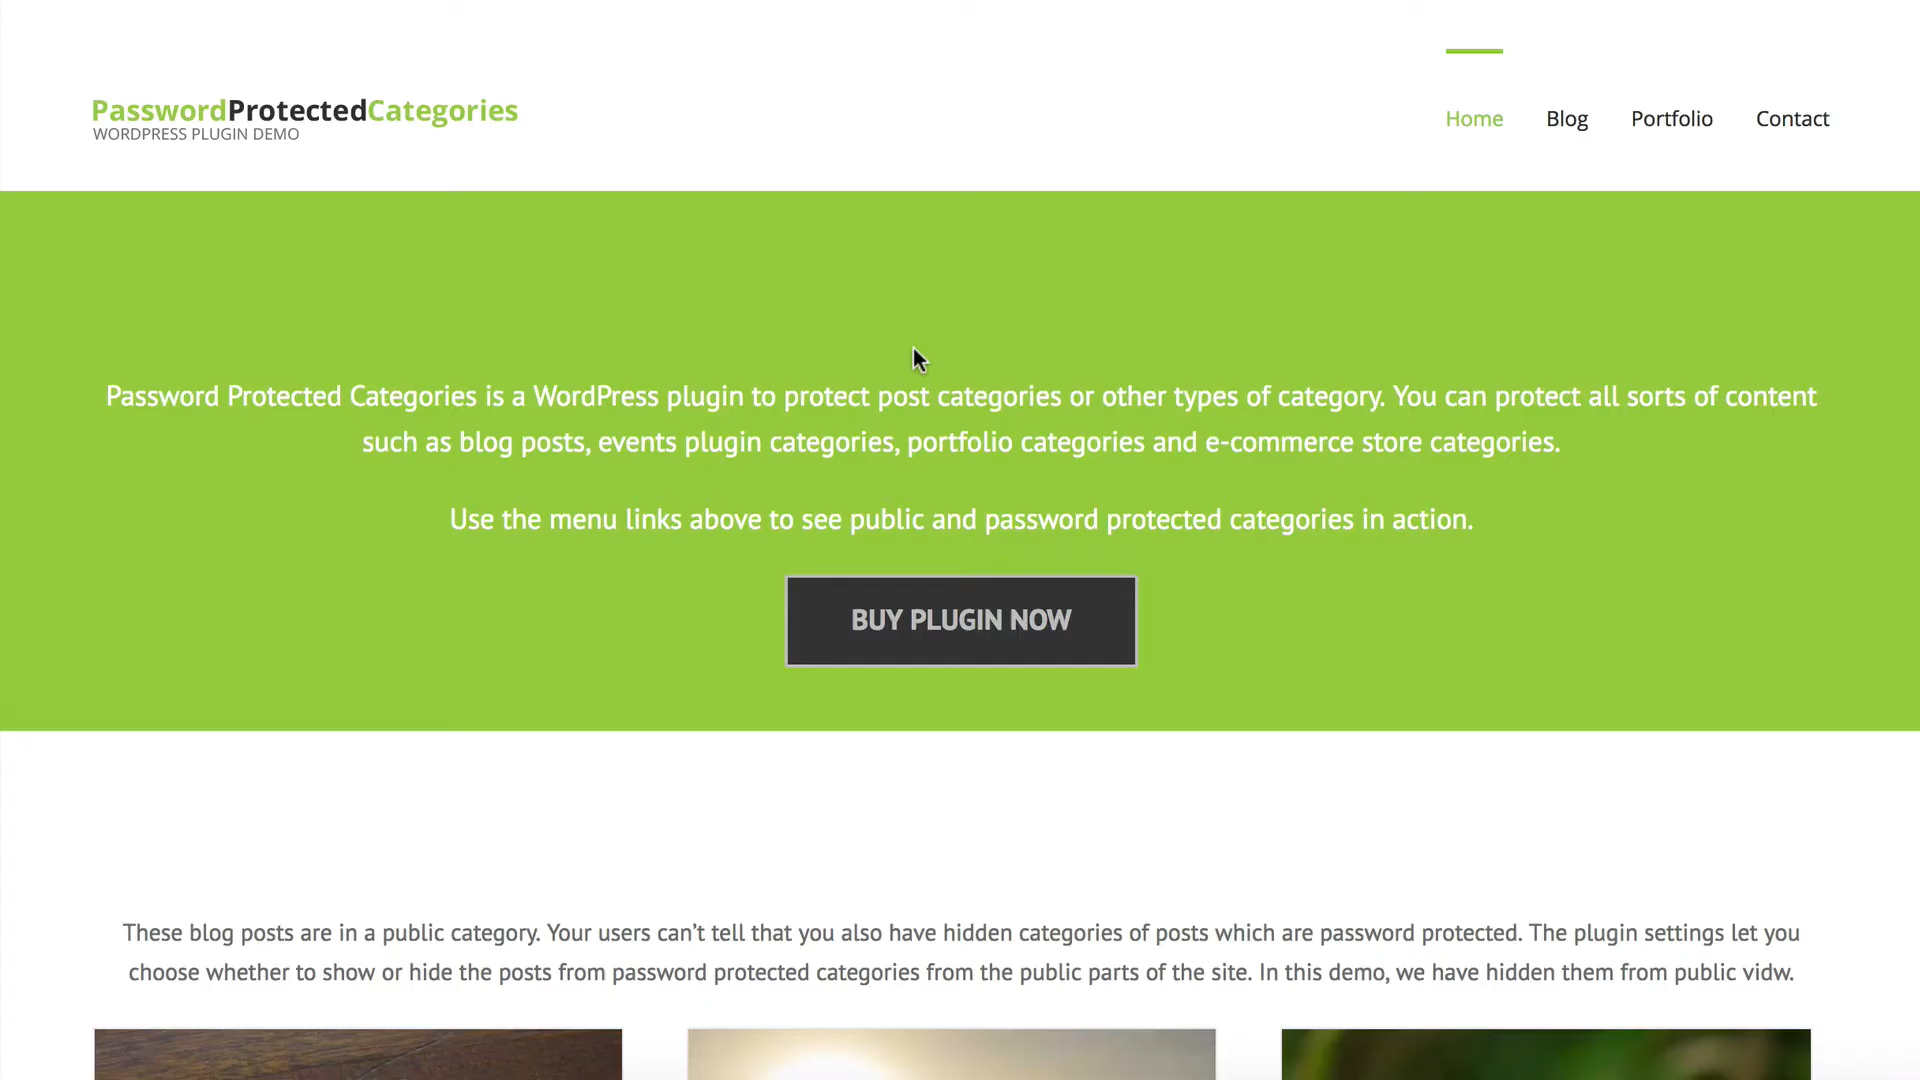 PasswordProtectedCategories
WORDPRESS PLUGIN DEMO
Home
Blog
Portfolio
Contact
Password Protected Categories is a WordPress plugin to protect post categories or other types of category. You can protect all sorts of content
such as blog posts, events plugin categories, portfolio categories and e-commerce store categories.
Use the menu links above to see public and password protected categories in action.
BUY PLUGIN NOW
These blog posts are in a public category. Your users can’t tell that you also have hidden categories of posts which are password protected. The plugin settings let you
choose whether to show or hide the posts from password protected categories from the public parts of the site. In this demo, we have hidden them from public vidw.